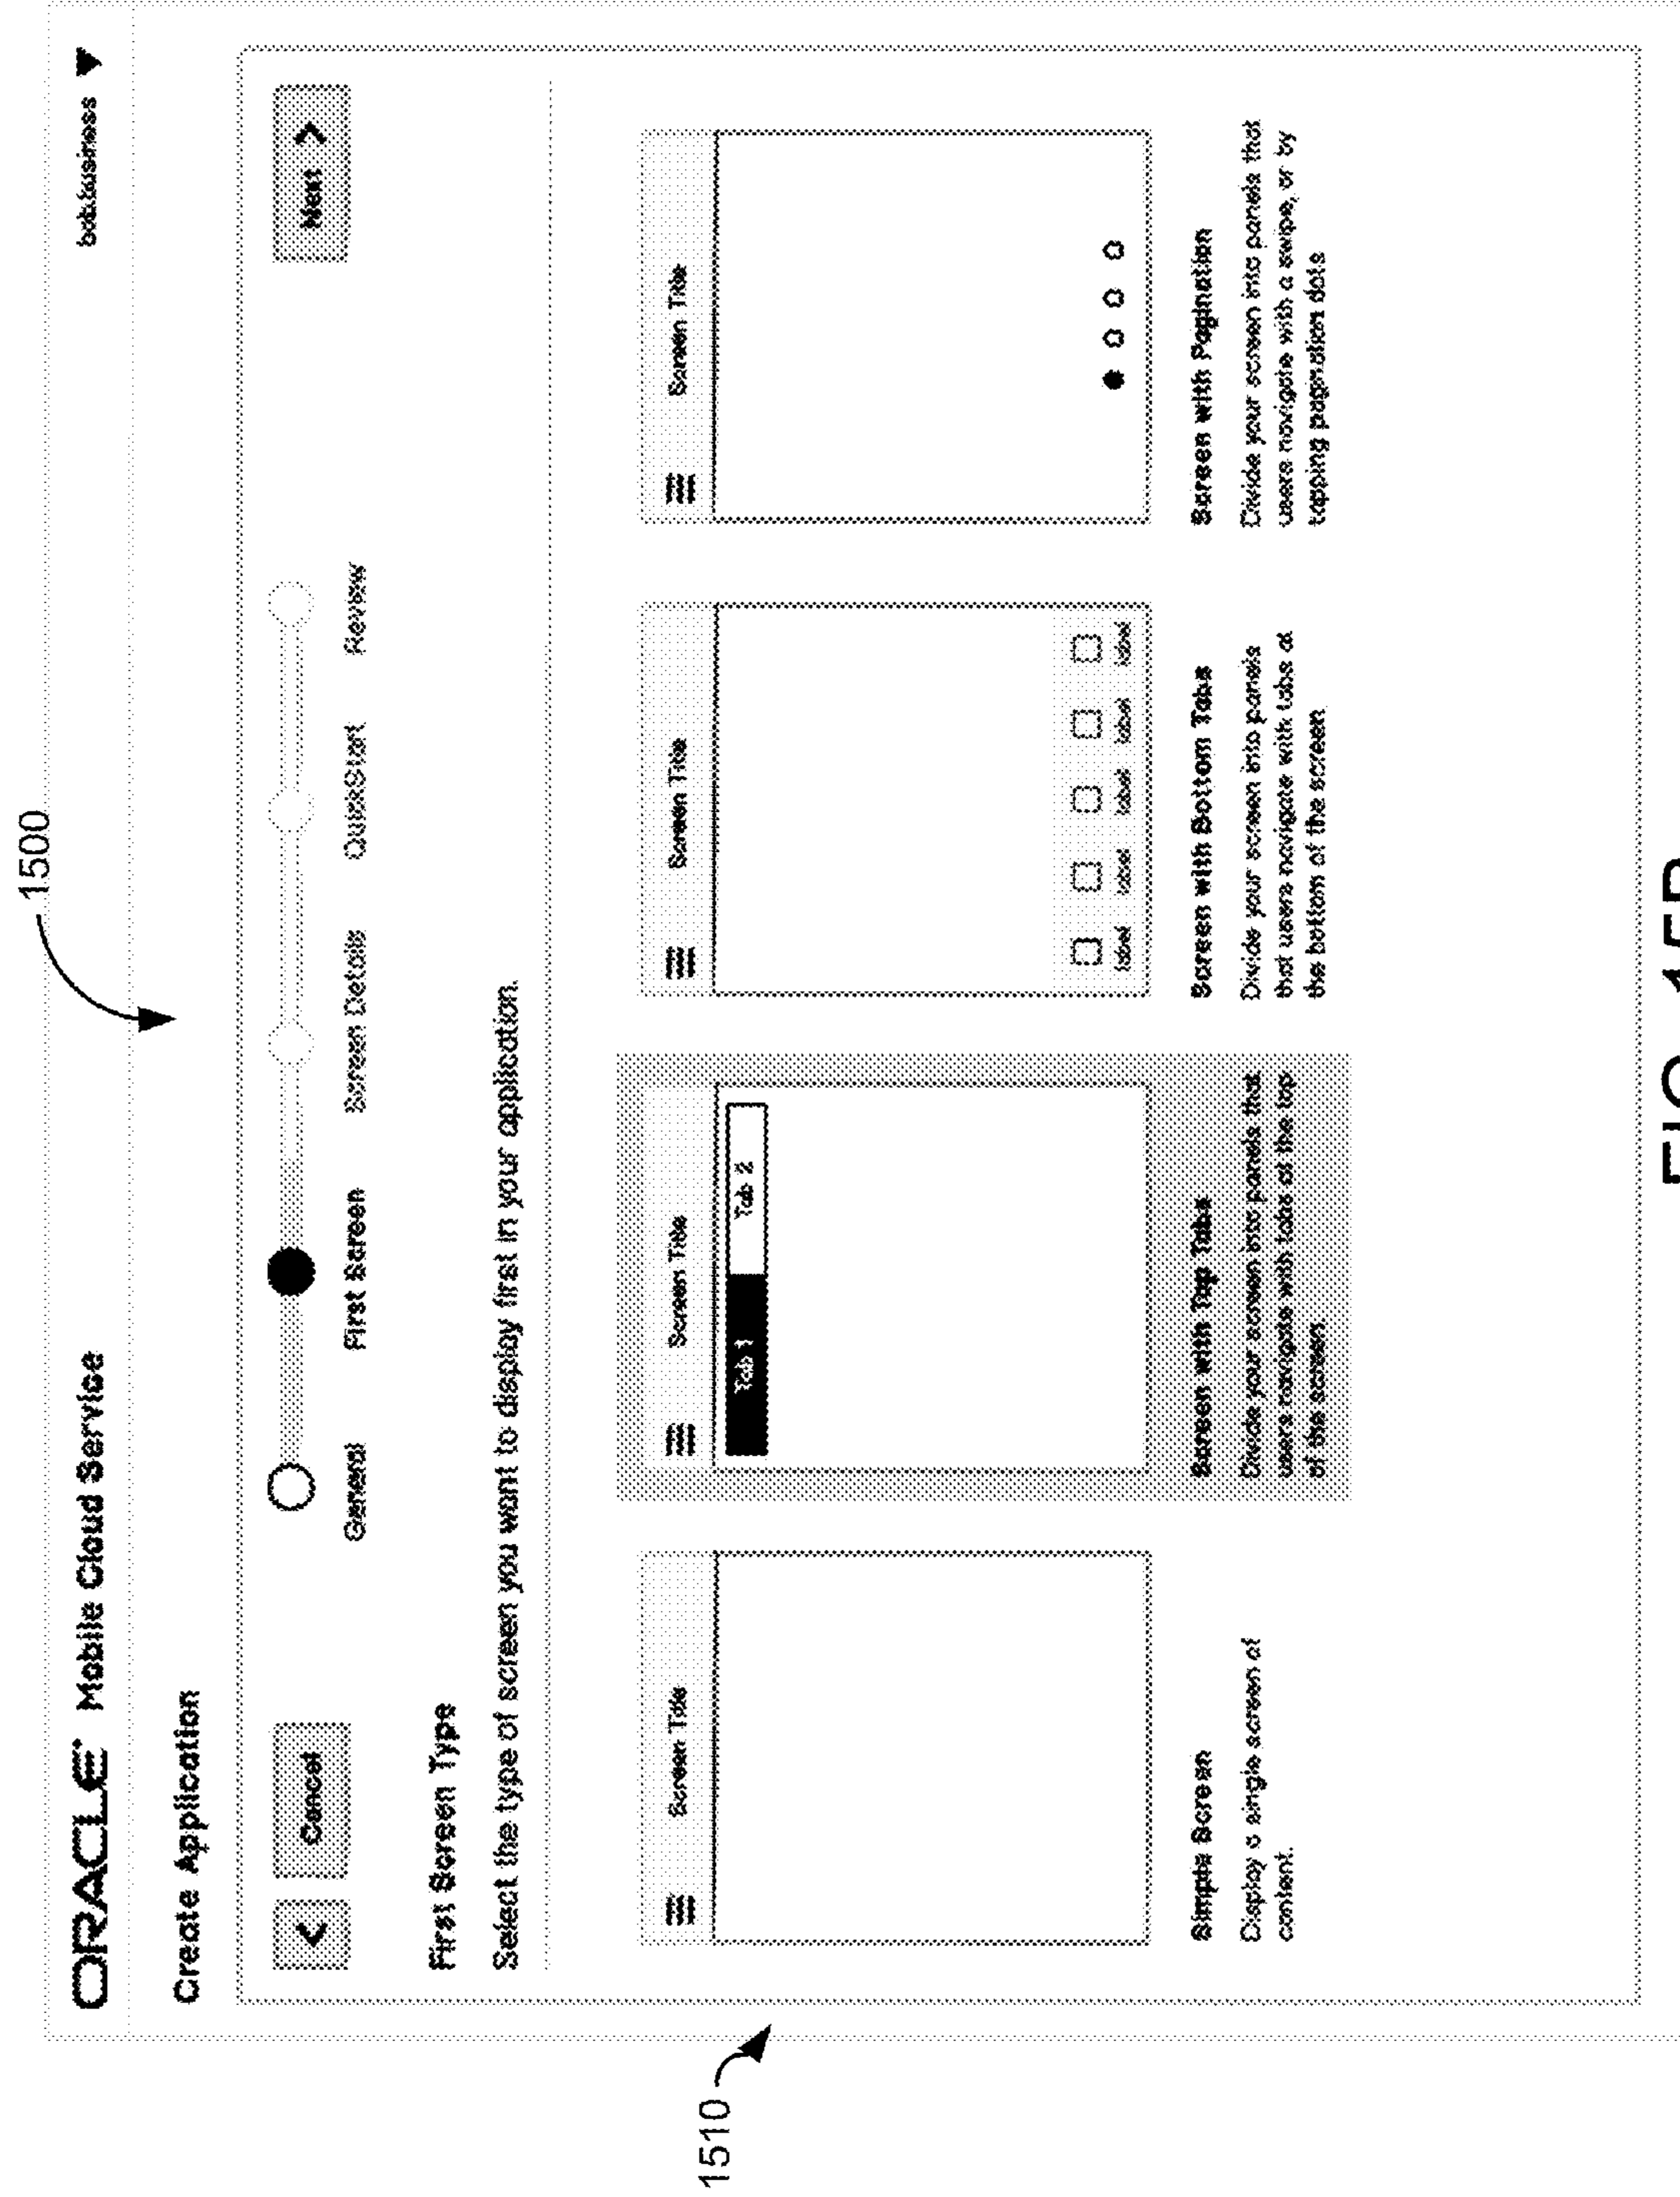 1500
ORACLE Mobile Cloud Service
bob.business
Create Application
Cancel
Next
General
First Screen
Screen Details
QuickStart
Review
First Screen Type
Select the type of screen you want to display first in your application.
1510
Screen Title
Simple Screen
Display a single screen of
content.
Screen Title
Tab 1
Tab 2
Screen with Top Tabs
Divide your screen into panels that
users navigate with tabs at the top
of the screen
Screen Title
label
label
label
label
label
Screen with Bottom Tabs
Divide your screen into panels
that users navigate with tabs at
the bottom of the screen
Screen Title
Screen with Pagination
Divide your screen into panels that
users navigate with a swipe, or by
tapping pagination dots